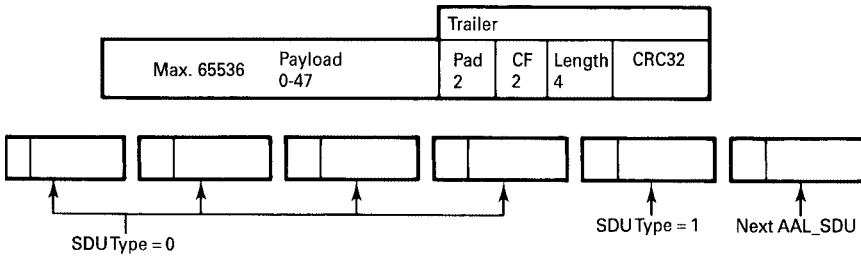 Trailer
Max. 65536 Payload
0-47
Pad
2
CF
2
Length
4
CRC32
SDU Type = 0
SDU Type = 1
Next AAL_SDU